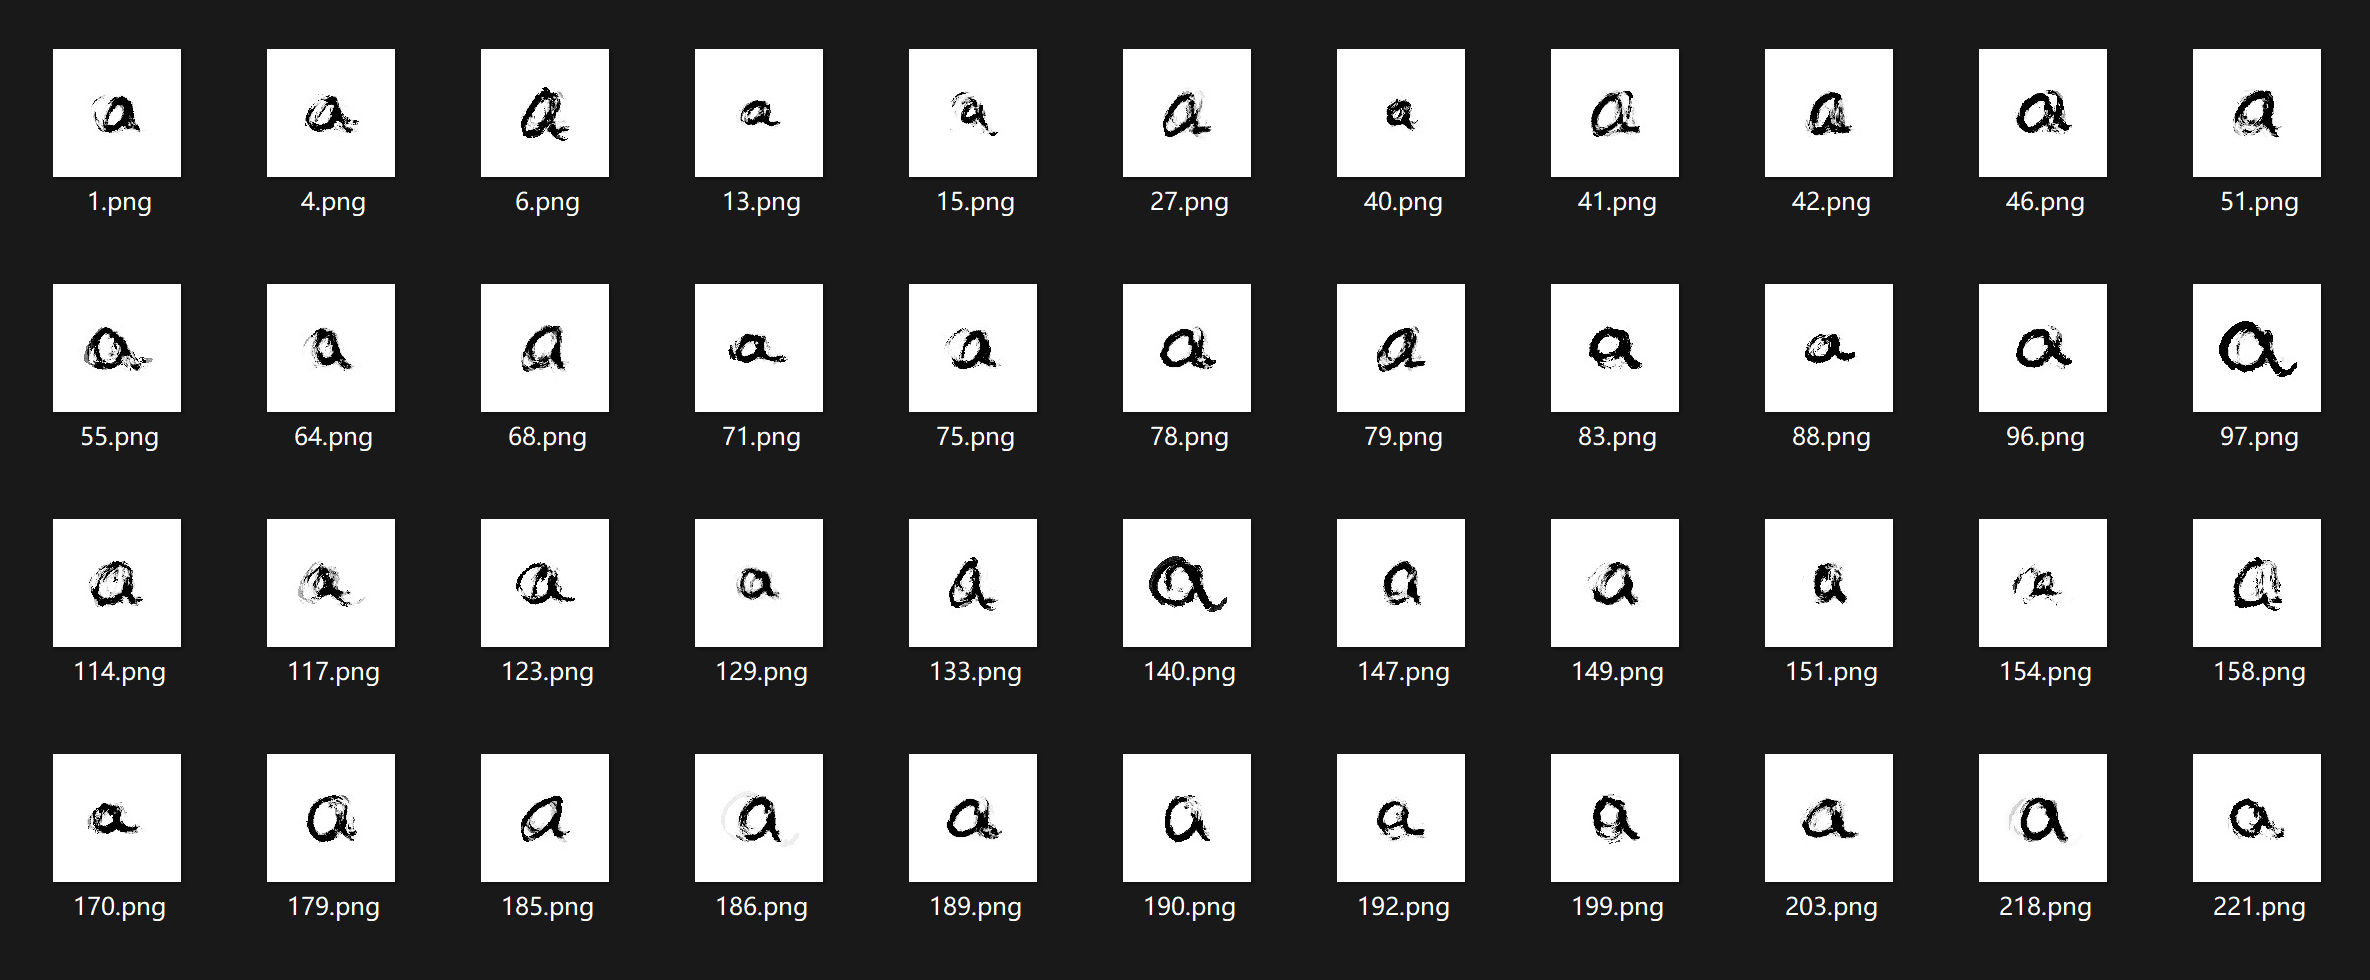 a a a a a a a a a a a
1.png 4.png 6.png 13.png 15.png 27.png 40.png 41.png 42.png 46.png 51.png
a a a a a a a a a a a
55.png 64.png 68.png 71.png 75.png 78.png 79.png 83.png 88.png 96.png 97.png
a a a a a a a a a a a
114.png 117.png 123.png 129.png 133.png 140.png 147.png 149.png 151.png 154.png 158.png
a a a a a a a a a a a
170.png 179.png 185.png 186.png 189.png 190.png 192.png 199.png 203.png 218.png 221.png